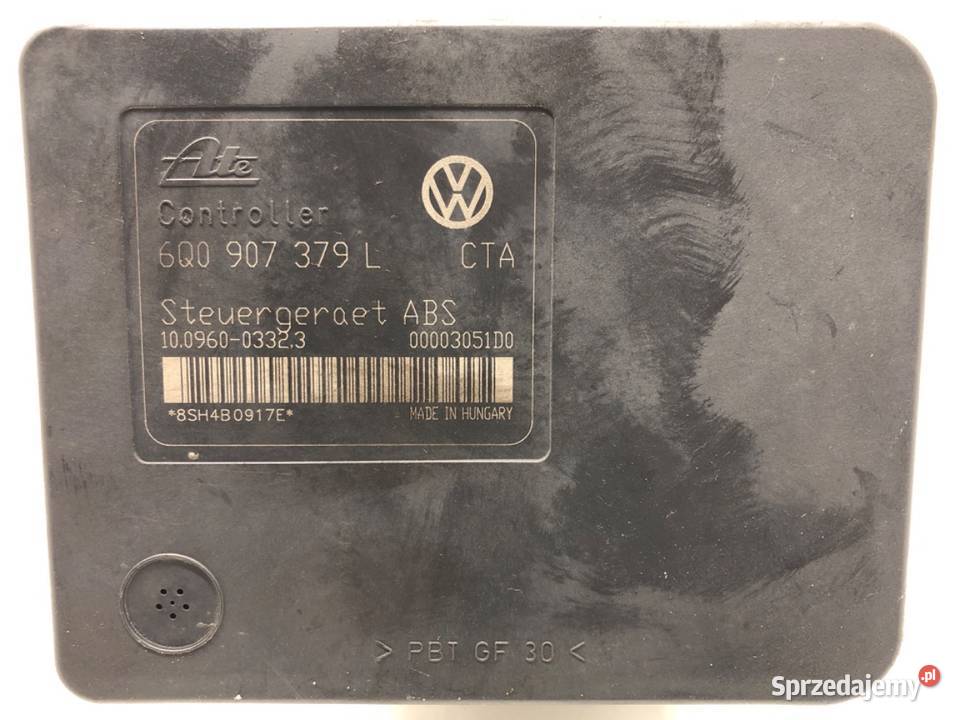 Ate
VW
Controller
6Q0 907 379 L CTA
Steuergeraet ABS
10.0960-0332.3 00003051D0
*8SH4B0917E* MADE IN HUNGARY
> PBT GF 30 <
Sprzedajemy.pl